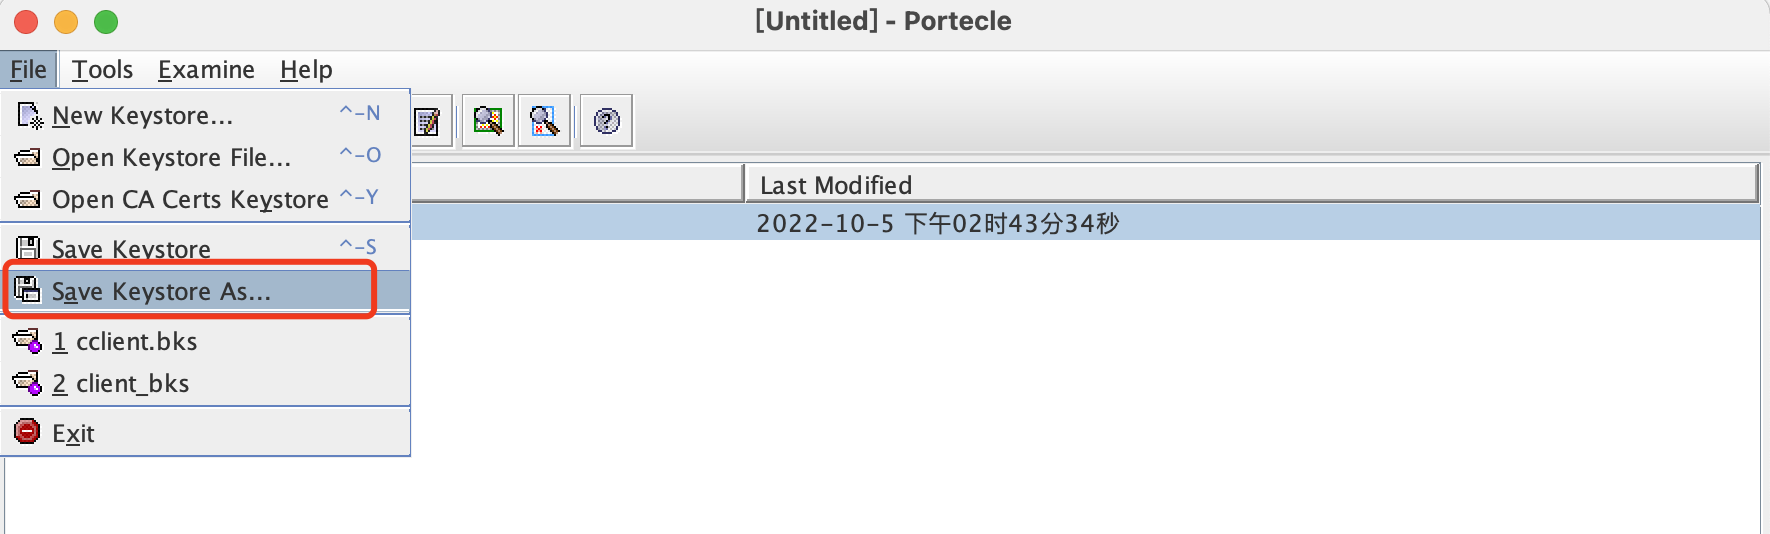 [Untitled] - Portecle
File Tools Examine Help
New Keystore... ^-N
Open Keystore File... ^-O
Open CA Certs Keystore ^-Y
Last Modified
2022-10-5 下午02时43分34秒
Save Keystore ^-S
Save Keystore As...
1 cclient.bks
2 client_bks
Exit